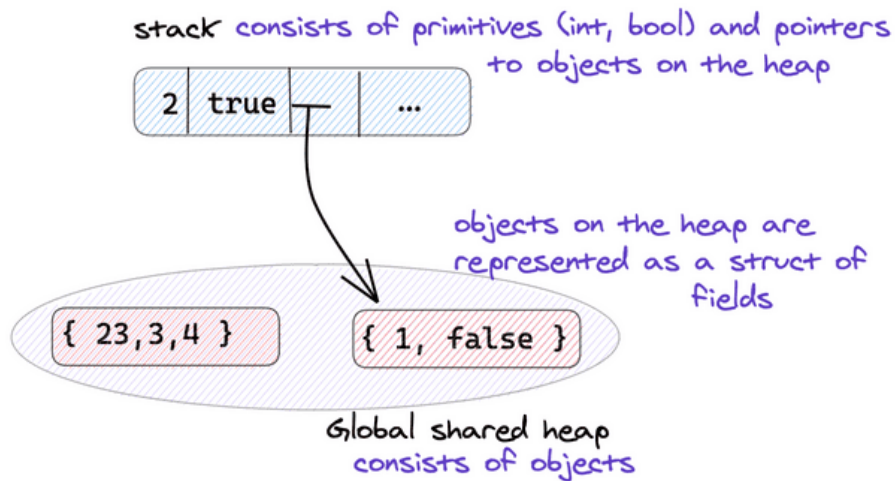 stack consists of primitives (int, bool) and pointers
to objects on the heap
2 true ...
objects on the heap are
represented as a struct of
fields
{ 23,3,4 }
{ 1, false }
Global shared heap
consists of objects